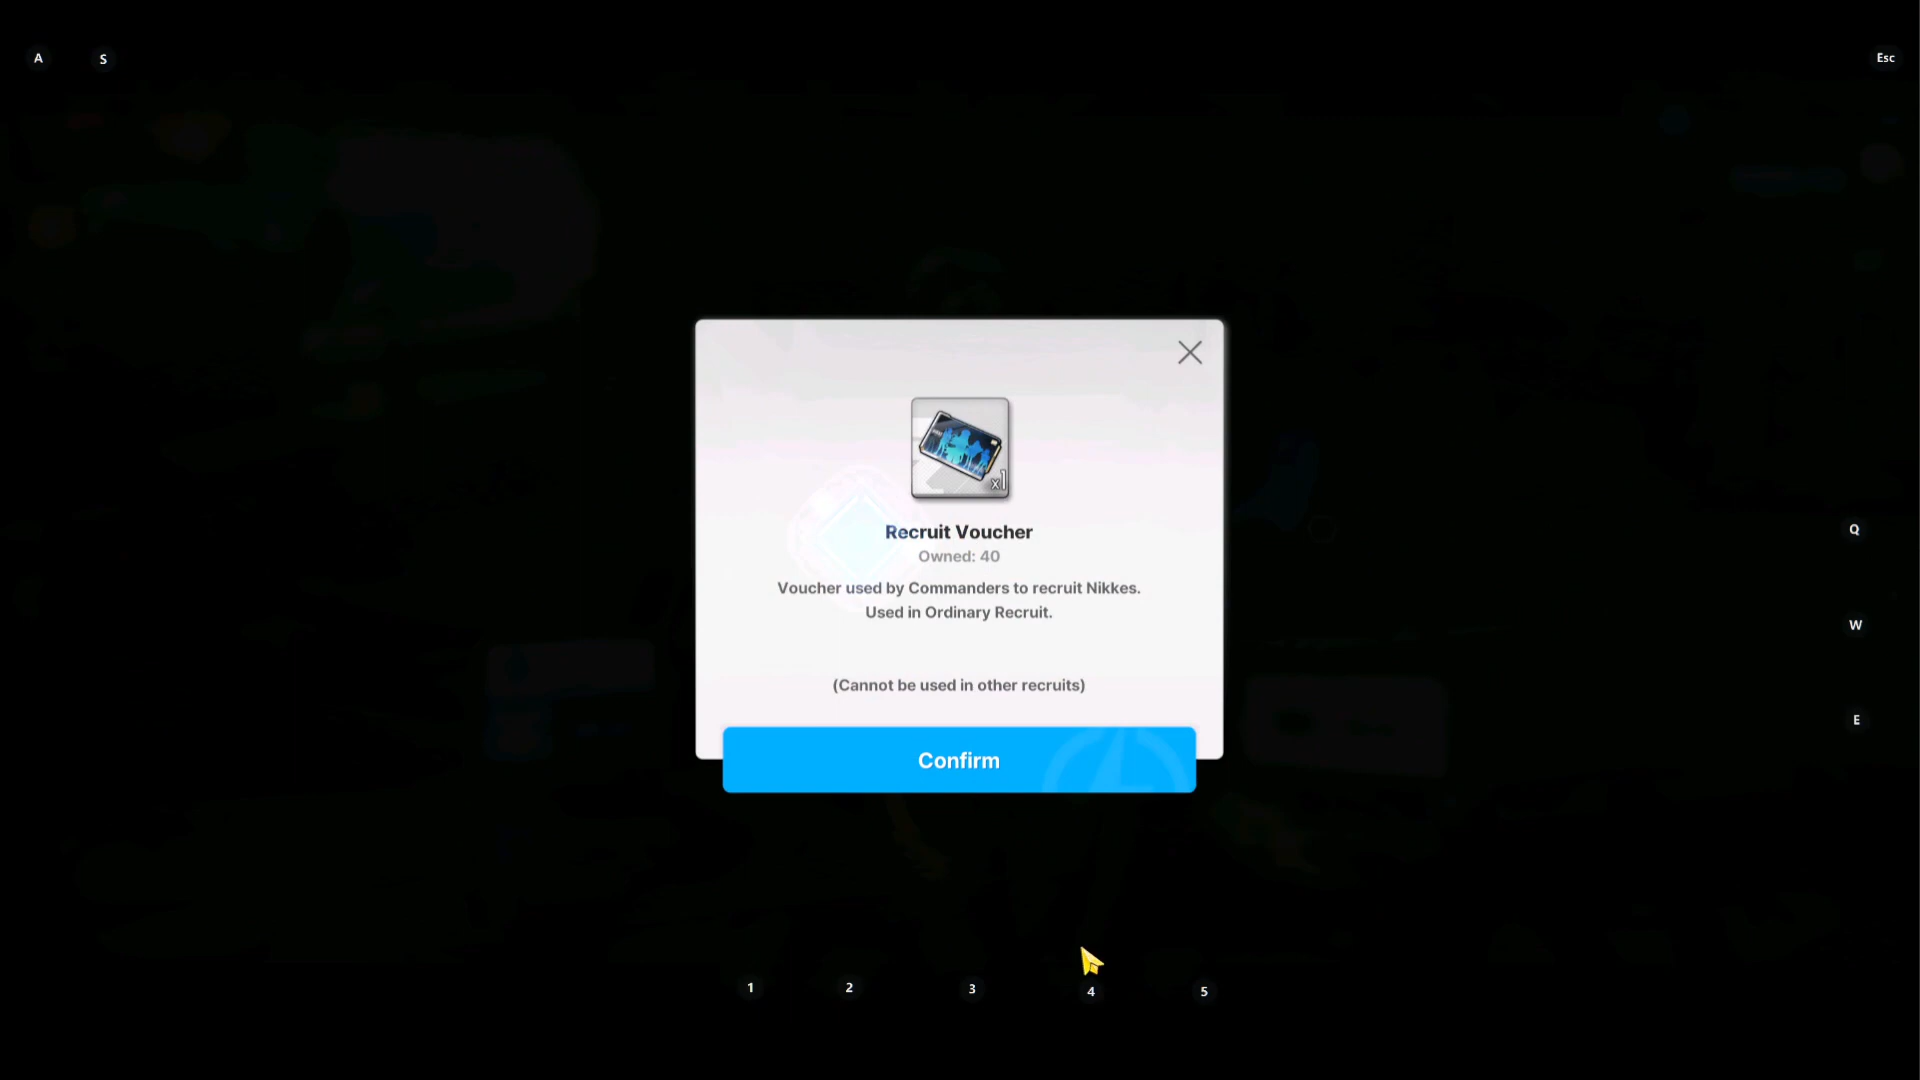 A
S
Esc
x1
Recruit Voucher
Owned: 40
Voucher used by Commanders to recruit Nikkes.
Used in Ordinary Recruit.
(Cannot be used in other recruits)
Confirm
Q
W
E
1
2
3
4
5